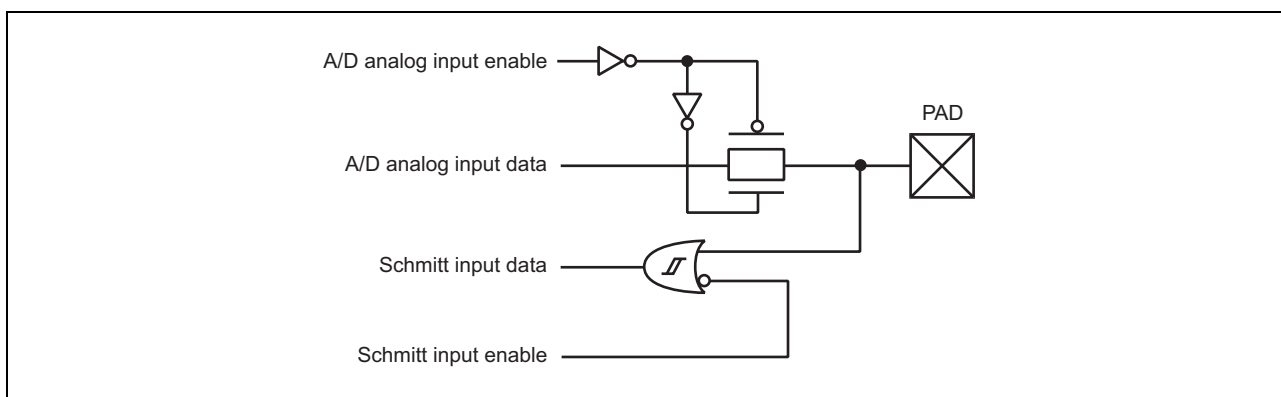 A/D analog input enable
PAD
A/D analog input data
Schmitt input data
Schmitt input enable